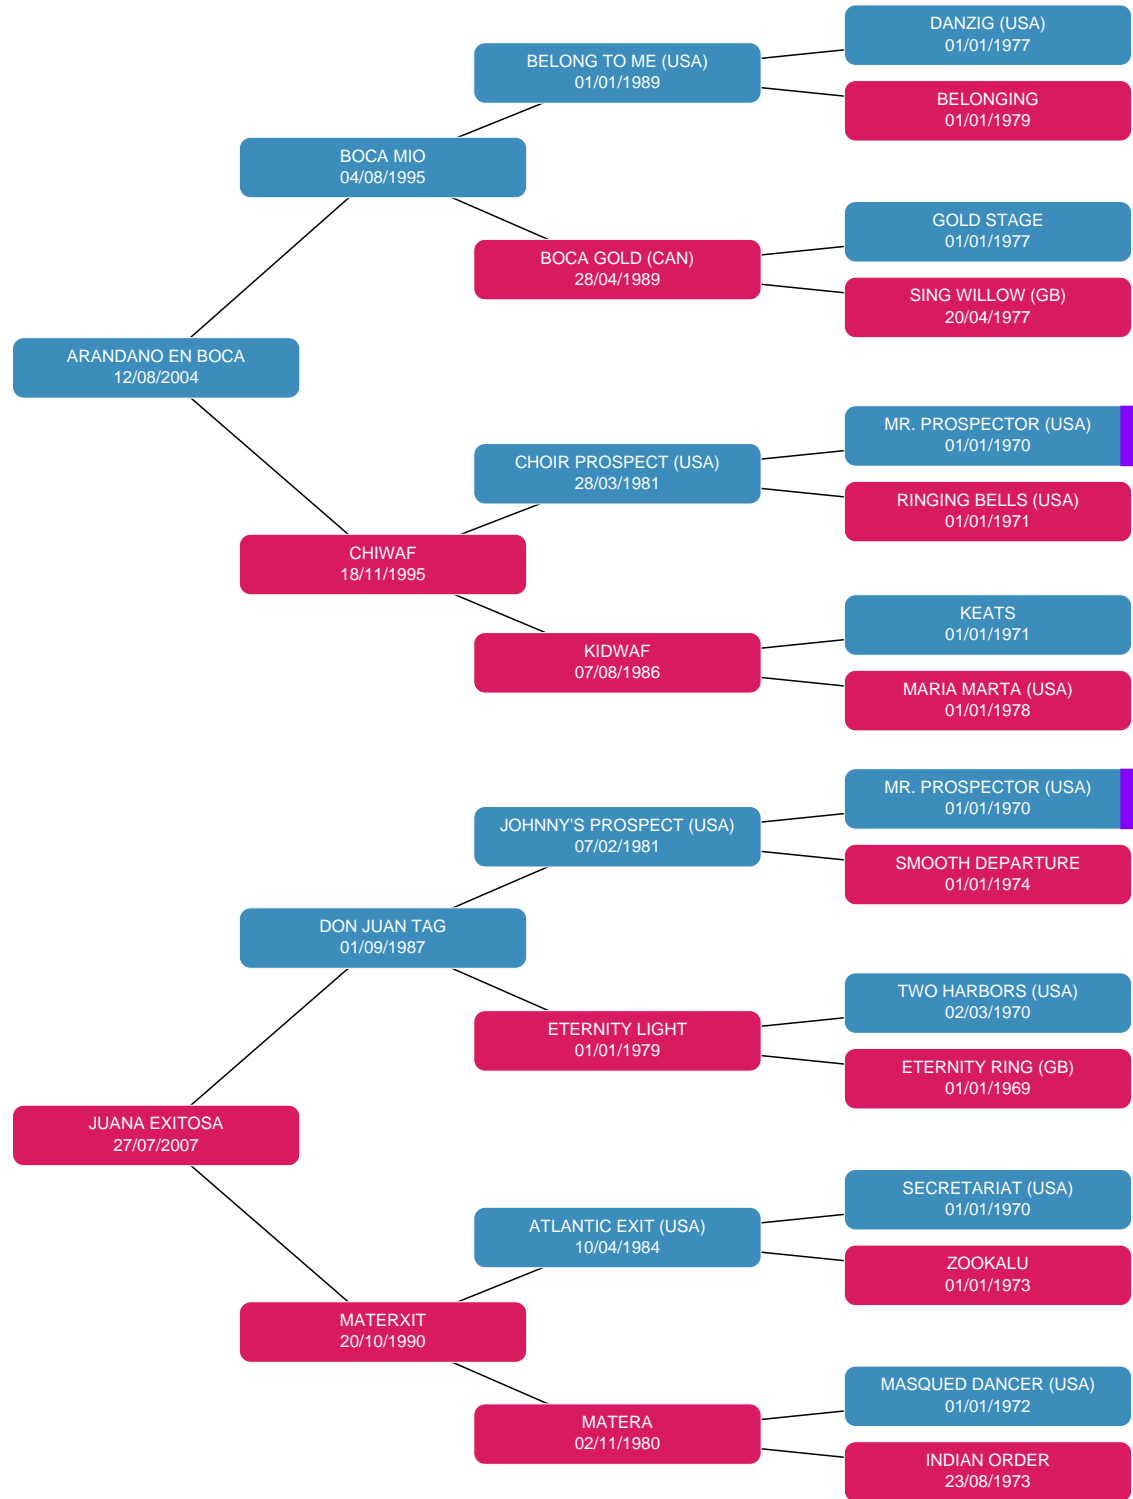 DANZIG (USA)
01/01/1977
BELONG TO ME (USA)
01/01/1989
BELONGING
01/01/1979
BOCA MIO
04/08/1995
GOLD STAGE
01/01/1977
BOCA GOLD (CAN)
28/04/1989
SING WILLOW (GB)
20/04/1977
ARANDANO EN BOCA
12/08/2004
MR. PROSPECTOR (USA)
01/01/1970
CHOIR PROSPECT (USA)
28/03/1981
RINGING BELLS (USA)
01/01/1971
CHIWAF
18/11/1995
KEATS
01/01/1971
KIDWAF
07/08/1986
MARIA MARTA (USA)
01/01/1978
MR. PROSPECTOR (USA)
01/01/1970
JOHNNY'S PROSPECT (USA)
07/02/1981
SMOOTH DEPARTURE
01/01/1974
DON JUAN TAG
01/09/1987
TWO HARBORS (USA)
02/03/1970
ETERNITY LIGHT
01/01/1979
ETERNITY RING (GB)
01/01/1969
JUANA EXITOSA
27/07/2007
SECRETARIAT (USA)
01/01/1970
ATLANTIC EXIT (USA)
10/04/1984
ZOOKALU
01/01/1973
MATERXIT
20/10/1990
MASQUED DANCER (USA)
01/01/1972
MATERA
02/11/1980
INDIAN ORDER
23/08/1973